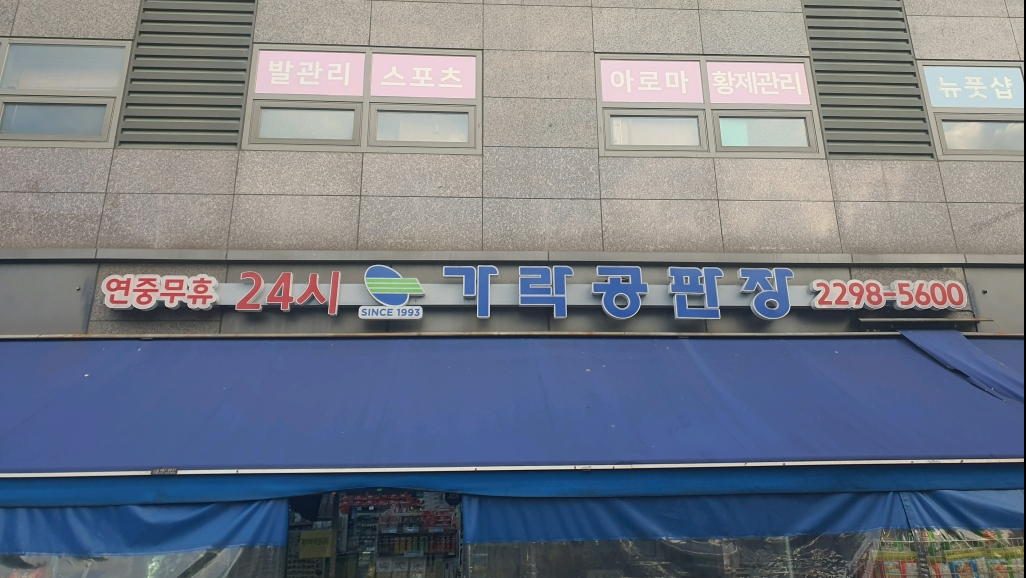 발관리 스포츠 아로마 황제관리 뉴풋샵
연중무휴 24시 SINCE 1993 가락공판장 2298-5600